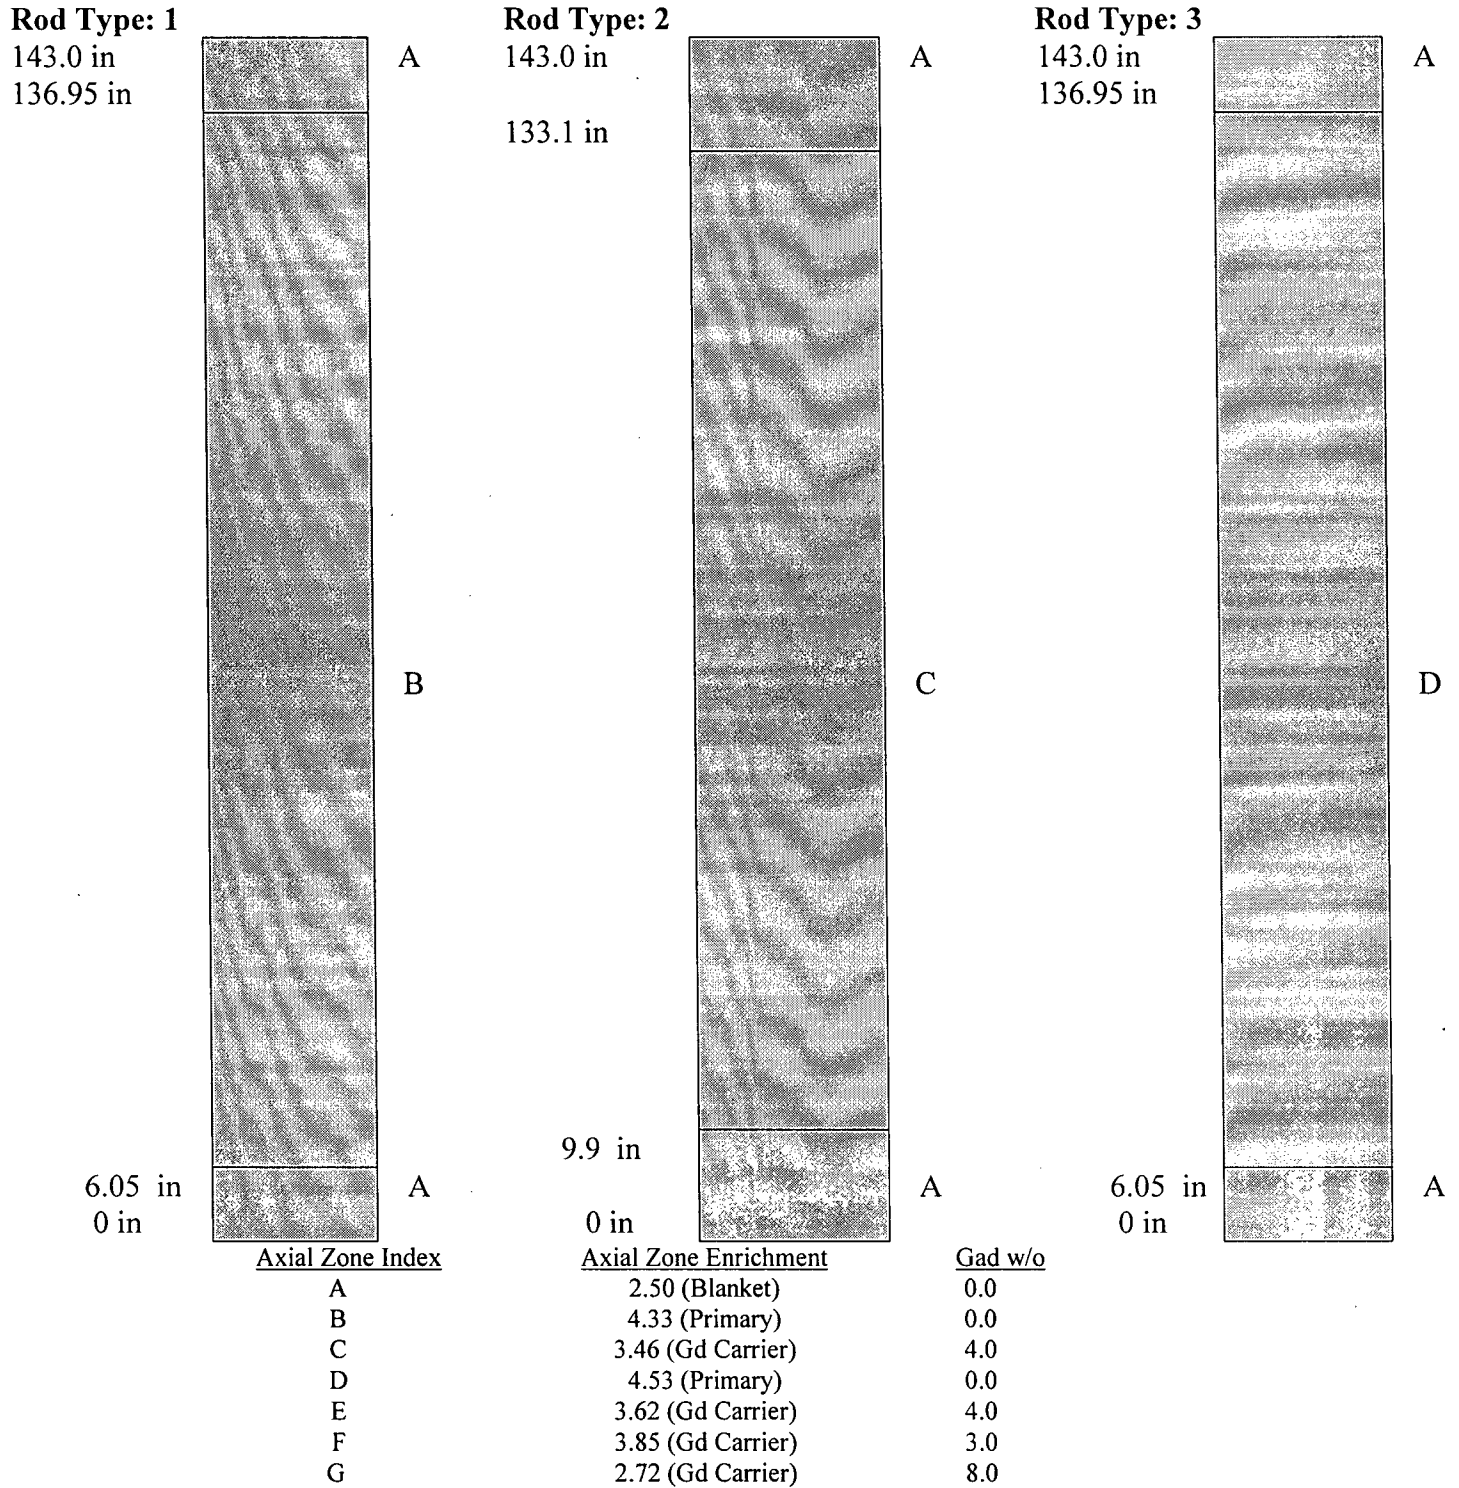 Rod Type: 1 Rod Type: 2 Rod Type: 3
143.0 in A 143.0 in A 143.0 in A
136.95 in 136.95 in
133.1 in
B C D
9.9 in
6.05 in A A 6.05 in A
0 in 0 in 0 in
Axial Zone Index Axial Zone Enrichment Gad w/o
A 2.50 (Blanket) 0.0
B 4.33 (Primary) 0.0
C 3.46 (Gd Carrier) 4.0
D 4.53 (Primary) 0.0
E 3.62 (Gd Carrier) 4.0
F 3.85 (Gd Carrier) 3.0
G 2.72 (Gd Carrier) 8.0